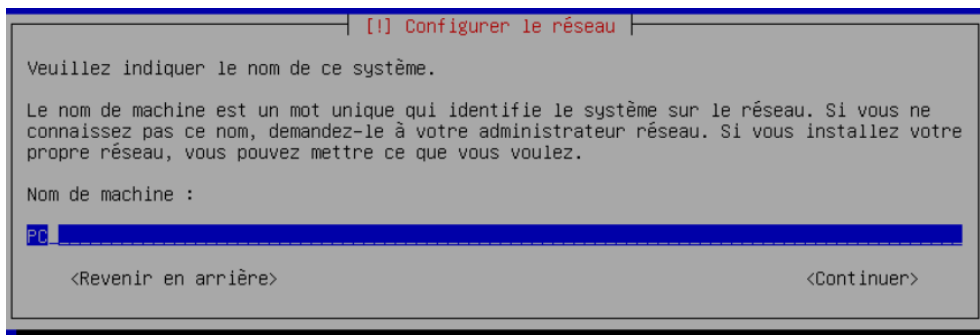 [!] Configurer le réseau
Veuillez indiquer le nom de ce système.
Le nom de machine est un mot unique qui identifie le système sur le réseau. Si vous ne
connaissez pas ce nom, demandez-le à votre administrateur réseau. Si vous installez votre
propre réseau, vous pouvez mettre ce que vous voulez.
Nom de machine :
PC
<Revenir en arrière> <Continuer>